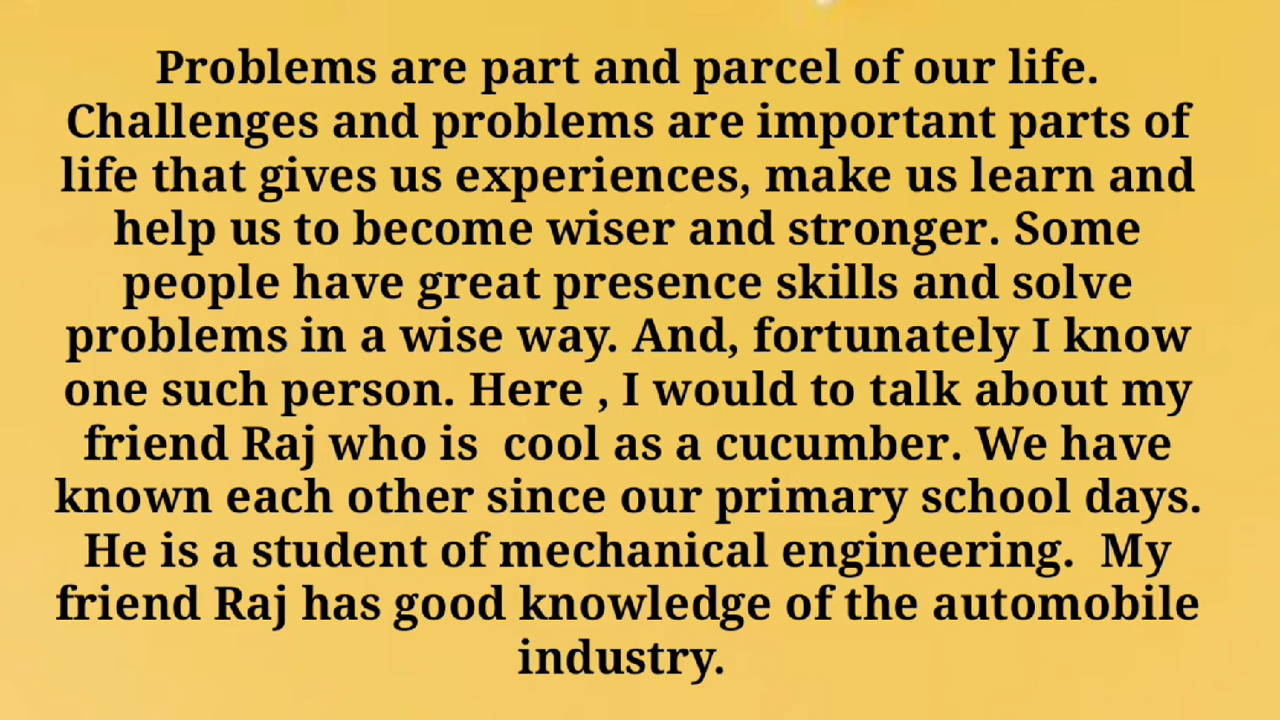 Problems are part and parcel of our life.
Challenges and problems are important parts of
life that gives us experiences, make us learn and
help us to become wiser and stronger. Some
people have great presence skills and solve
problems in a wise way. And, fortunately I know
one such person. Here , I would to talk about my
friend Raj who is  cool as a cucumber. We have
known each other since our primary school days.
He is a student of mechanical engineering.  My
friend Raj has good knowledge of the automobile
industry.